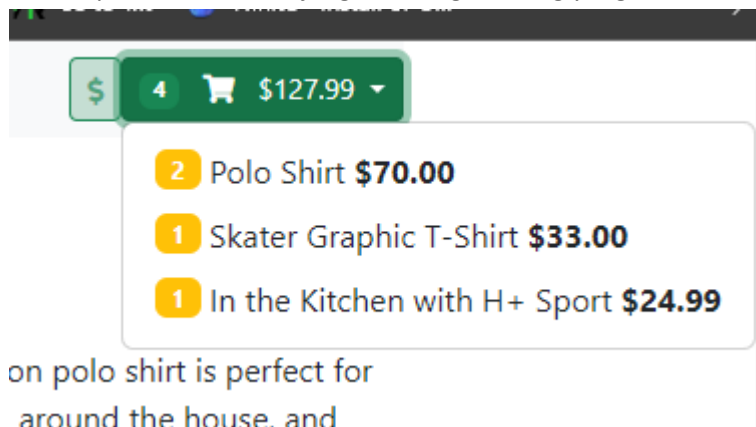 $ 4 $127.99
2 Polo Shirt $70.00
1 Skater Graphic T-Shirt $33.00
1 In the Kitchen with H+ Sport $24.99
on polo shirt is perfect for
around the house, and